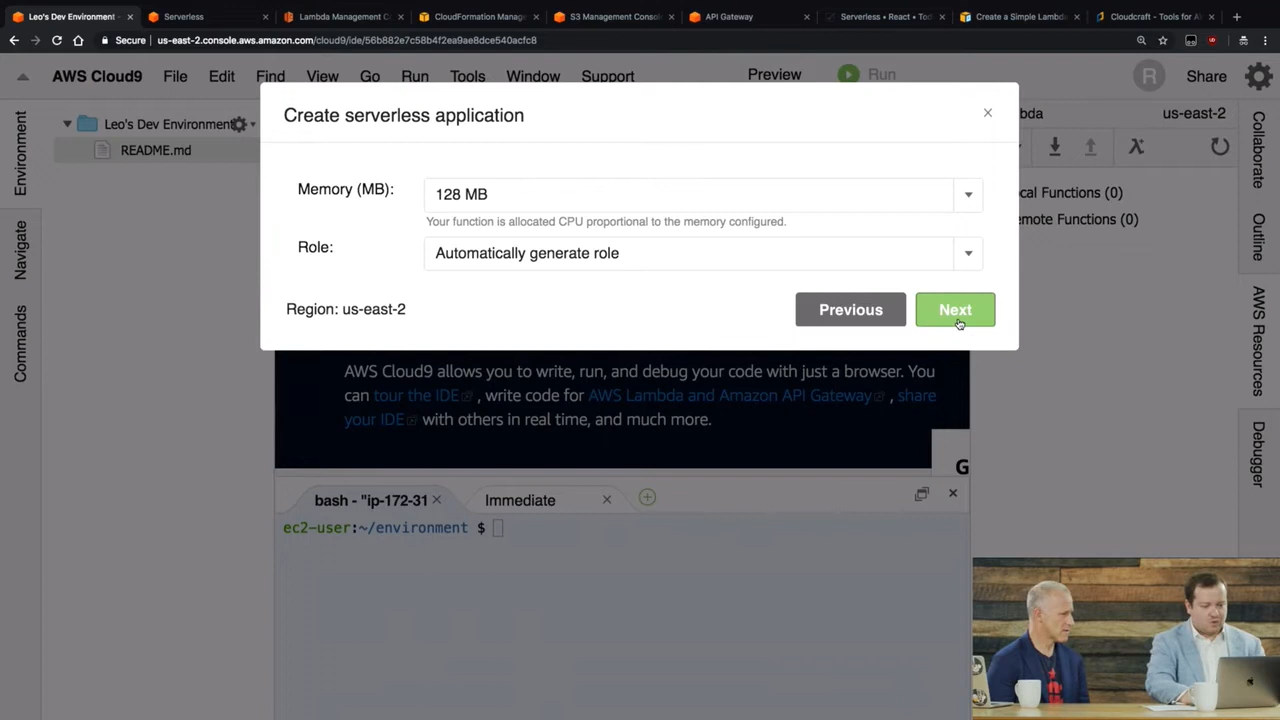 Leo's Dev Environment
Serverless
Lambda Management C
CloudFormation Manage
S3 Management Conso
API Gateway
Serverless • React • Tod
Create a Simple Lambd
Cloudcraft - Tools for A
Secure us-east-2.console.aws.amazon.com/cloud9/ide/56b882e7c58b4f2ea9ae8dce540acfc8
AWS Cloud9 File Edit Find View Go Run Tools Window Support Preview Run R Share
Environment
Navigate
Commands
Leo's Dev Environment
README.md
Create serverless application
Memory (MB): 128 MB
Your function is allocated CPU proportional to the memory configured.
Role: Automatically generate role
Region: us-east-2 Previous Next
bda us-east-2
λ
cal Functions (0)
emote Functions (0)
Collaborate
Outline
AWS Resources
Debugger
AWS Cloud9 allows you to write, run, and debug your code with just a browser. You
can tour the IDE , write code for AWS Lambda and Amazon API Gateway , share
your IDE with others in real time, and much more.
G
bash - "ip-172-31 Immediate
ec2-user:~/environment $